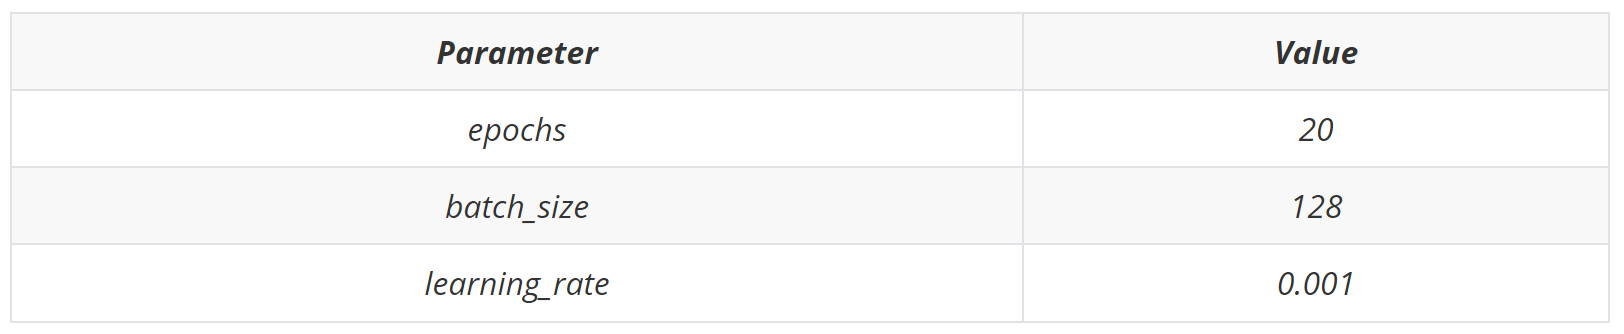 Parameter Value
epochs 20
batch_size 128
learning_rate 0.001